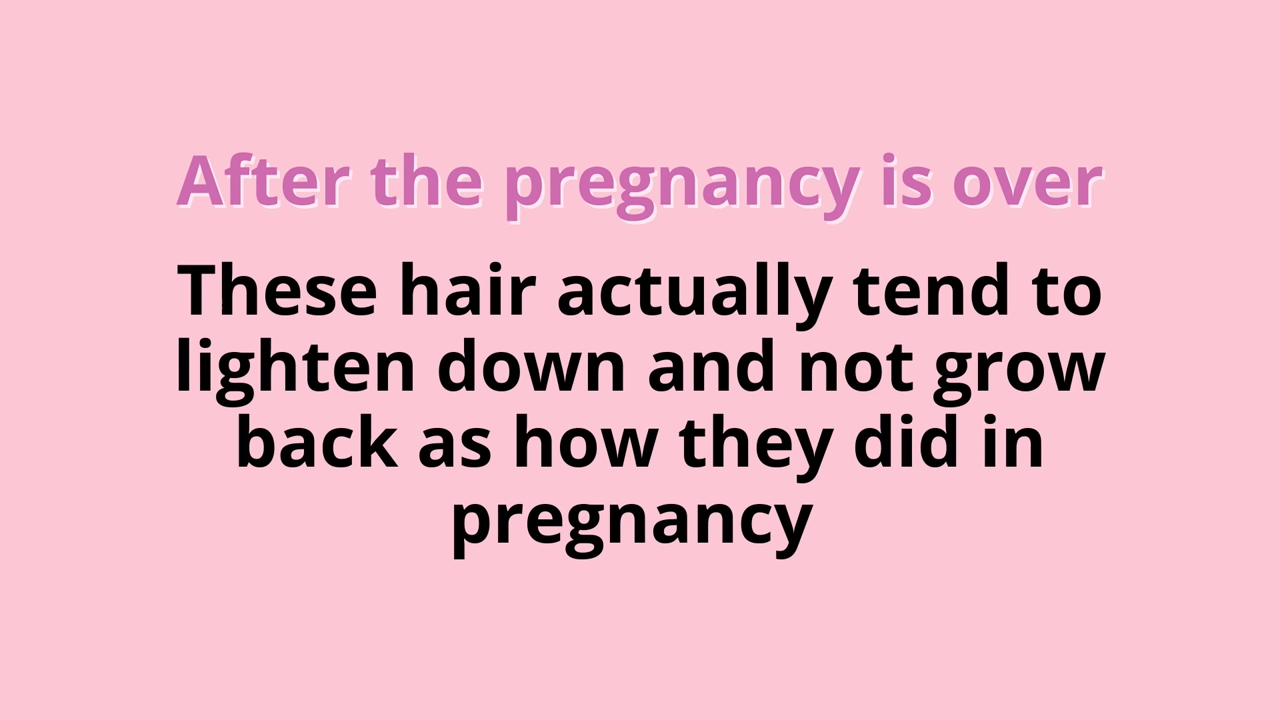 After the pregnancy is over
These hair actually tend to
lighten down and not grow
back as how they did in
pregnancy